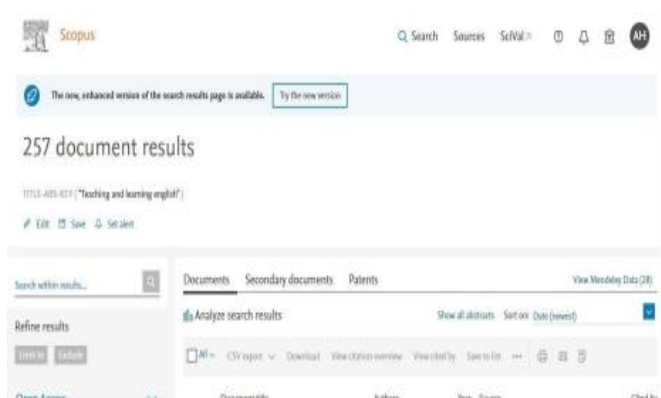 Scopus
Search Sources SciVal AH
The new, enhanced version of the search results page is available. Try the new version
257 document results
TITLE-ABS-KEY ( "Teaching and learning english" )
Edit Save Set alert
Search within results...
Documents Secondary documents Patents View Mendeley Data (28)
Analyze search results Show all abstracts Sort on: Date (newest)
Refine results
Limit to Exclude
All CSV export Download View citation overview View cited by Save to list ...
Open Access
Document title Authors Year Source Cited by